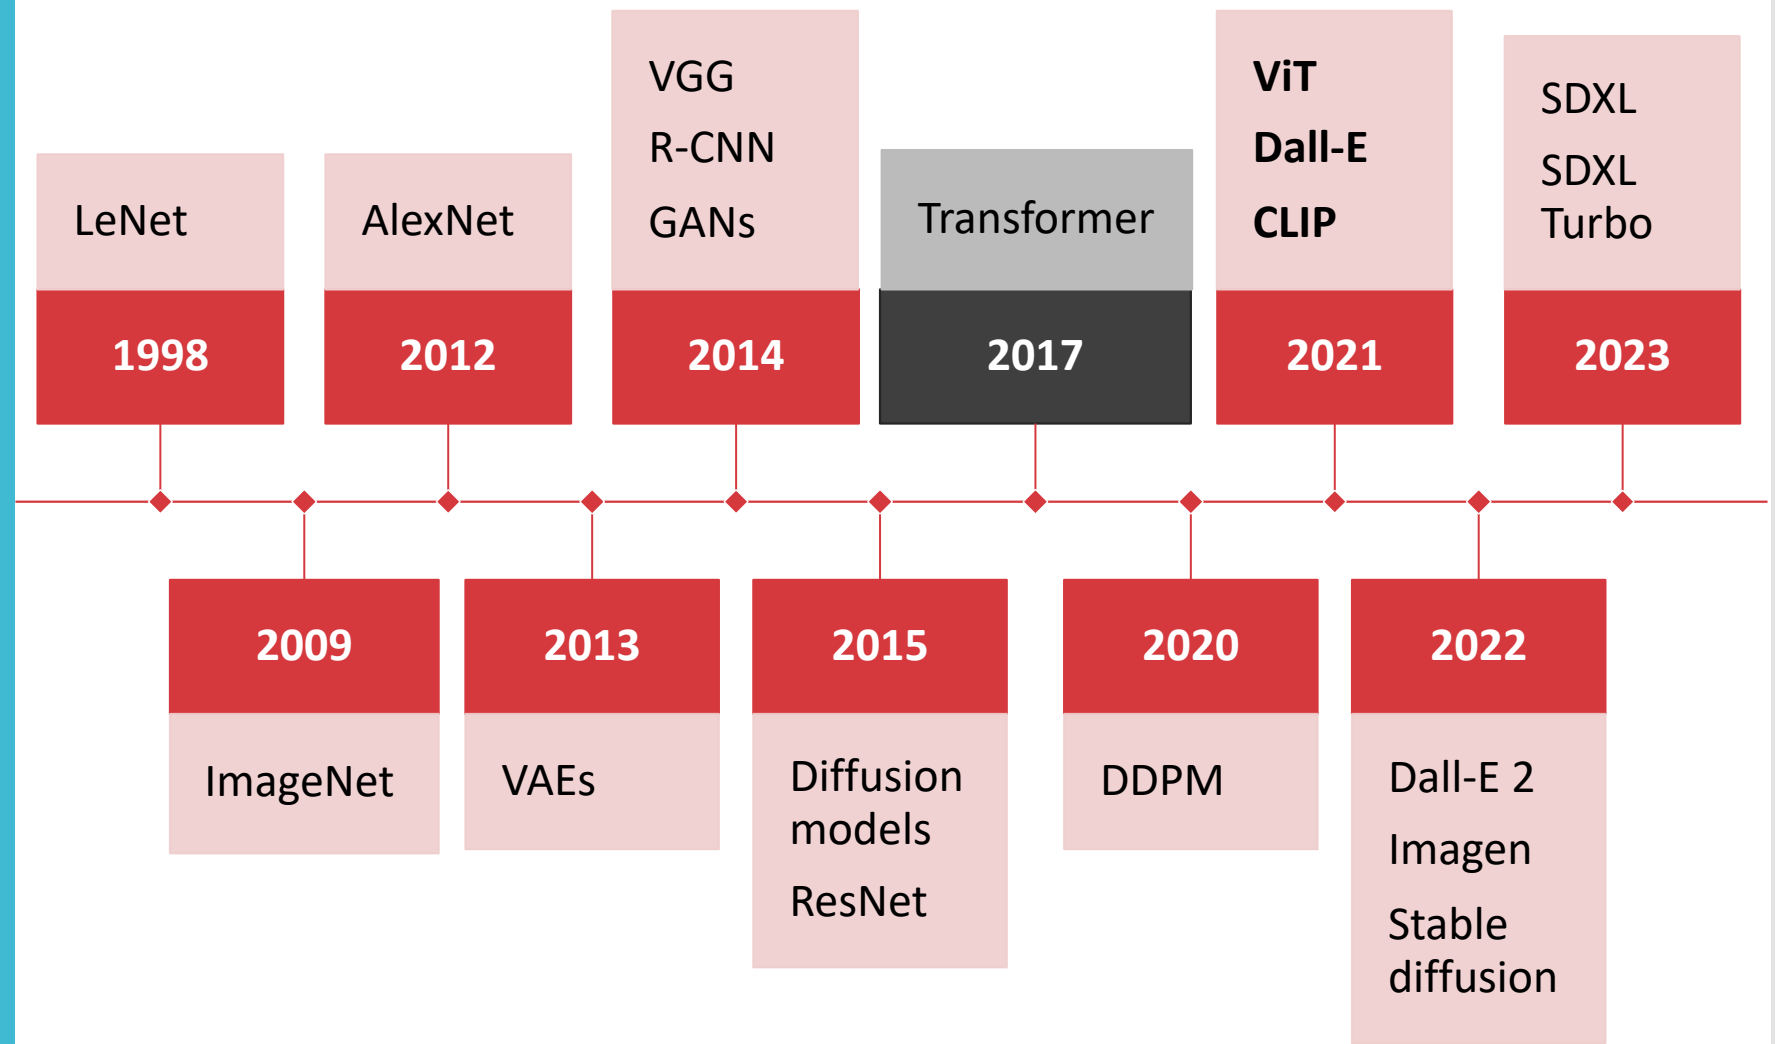 LeNet
1998
ImageNet
2009
AlexNet
2012
2013
VAEs
VGG
R-CNN
GANs
2014
2015
Diffusion
models
ResNet
Transformer
2017
2020
DDPM
ViT
Dall-E
CLIP
2021
2022
Dall-E 2
Imagen
Stable
diffusion
SDXL
SDXL
Turbo
2023